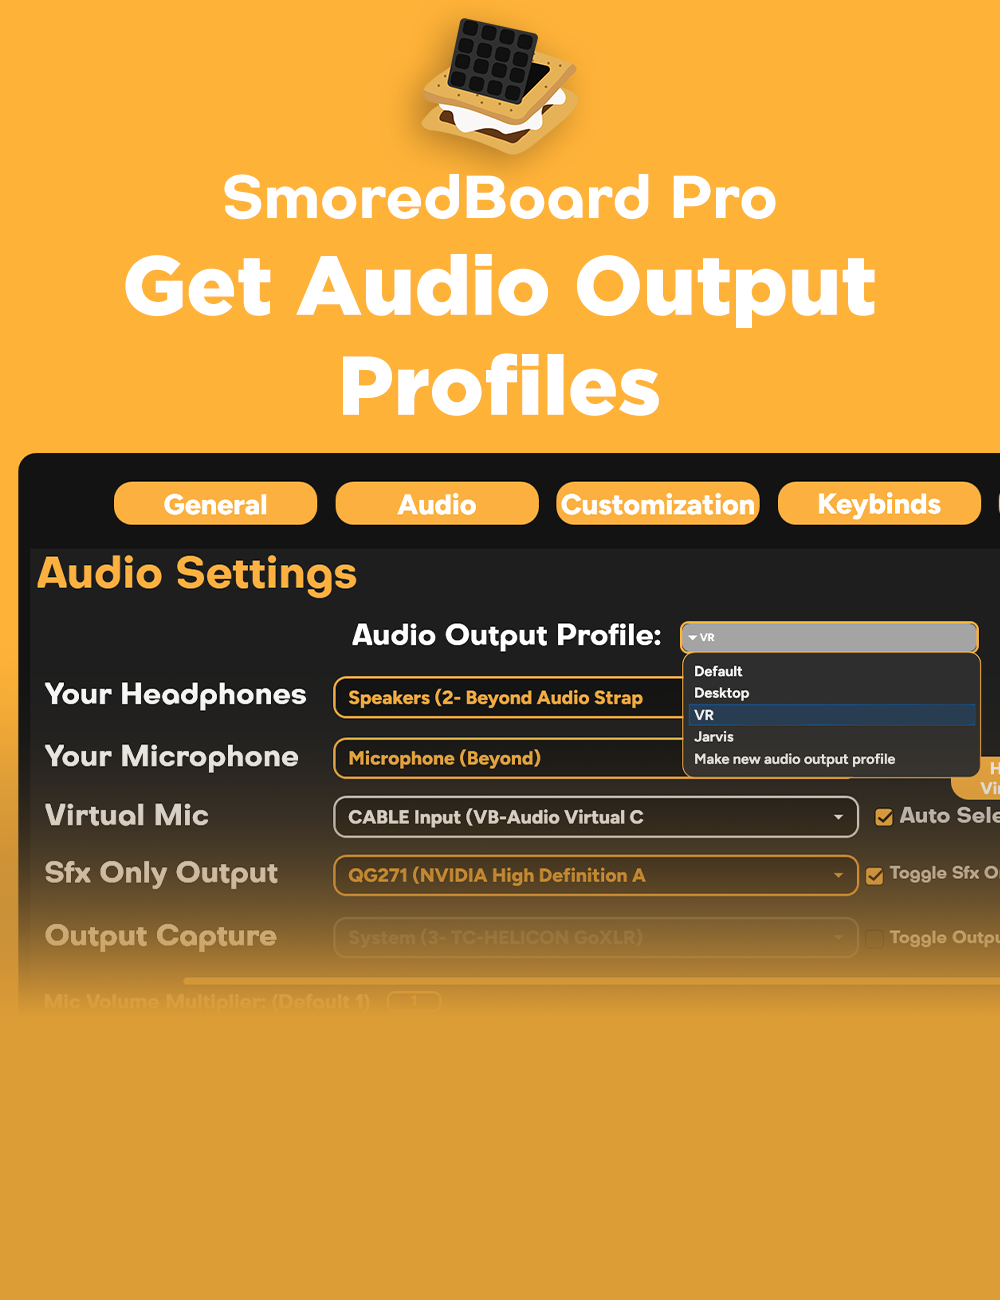 SmoredBoard Pro
Get Audio Output
Profiles
General Audio Customization Keybinds
Audio Settings
Audio Output Profile: VR
Default
Desktop
VR
Jarvis
Make new audio output profile
Your Headphones Speakers (2- Beyond Audio Strap
Your Microphone Microphone (Beyond)
H
Vi
Virtual Mic CABLE Input (VB-Audio Virtual C Auto Sele
Sfx Only Output QG271 (NVIDIA High Definition A Toggle Sfx O
Output Capture System (3- TC-HELICON GoXLR) Toggle Outpu
Mic Volume Multiplier: (Default 1) 1